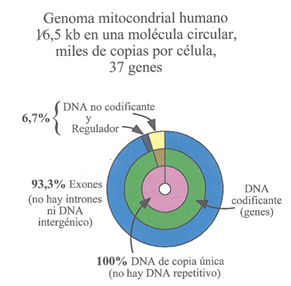 Genoma mitocondrial humano
16,5 kb en una molécula circular,
miles de copias por célula,
37 genes
6,7%
DNA no codificante
y
Regulador
93,3% Exones
(no hay intrones
ni DNA
intergénico)
DNA
codificante
(genes)
100% DNA de copia única
(no hay DNA repetitivo)